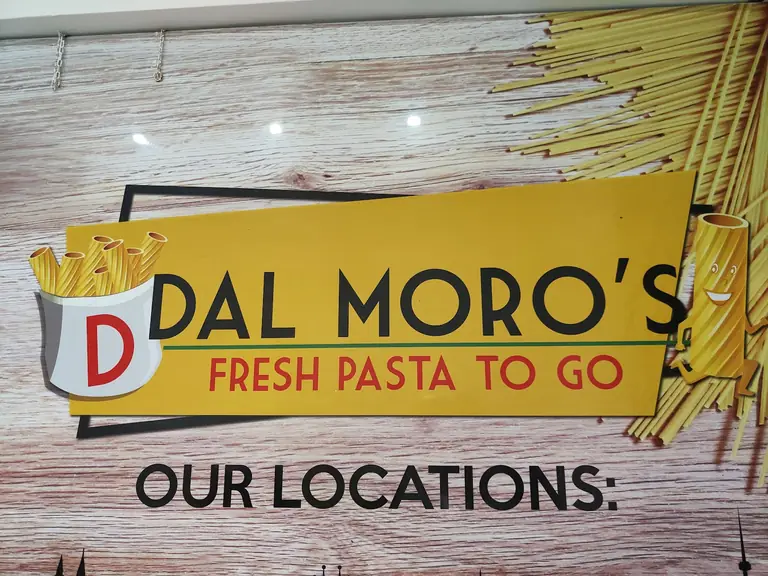 D
DAL MORO'S
FRESH PASTA TO GO
OUR LOCATIONS: